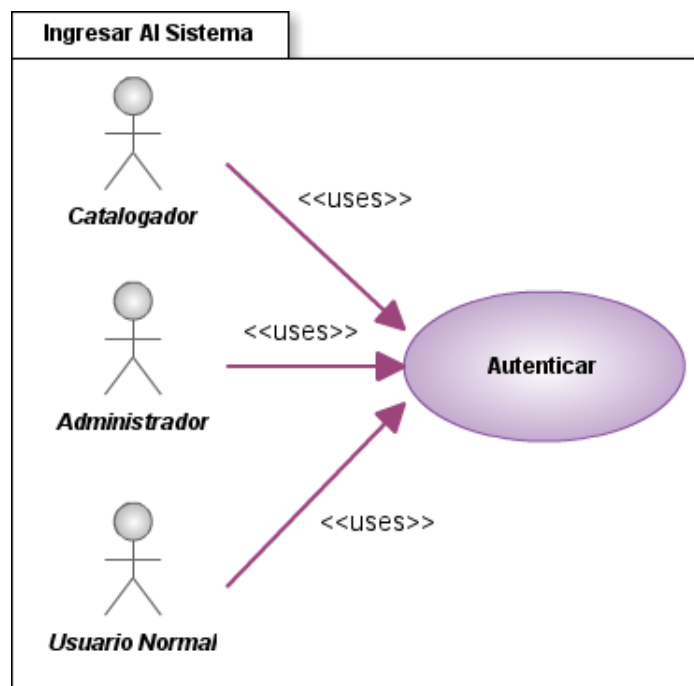 Ingresar Al Sistema
Catalogador
<<uses>>
<<uses>>
Administrador
Autenticar
<<uses>>
Usuario Normal